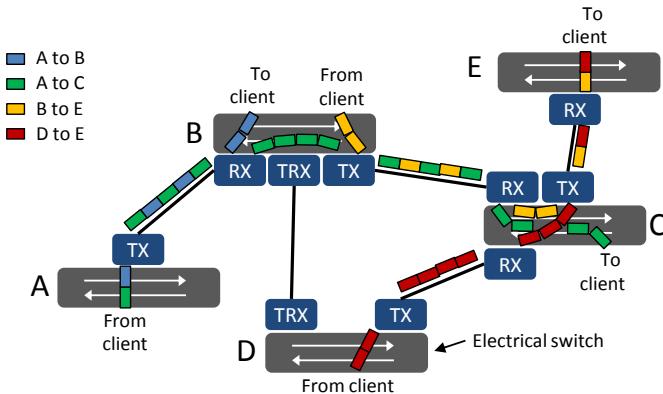 A to B
A to C
B to E
D to E
To
client
E
RX
To
client
From
client
B
RX
TRX
TX
RX
TX
C
RX
To
client
TX
A
From
client
TRX
TX
D
From client
Electrical switch